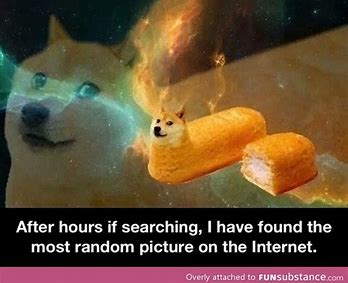 After hours if searching, I have found the
most random picture on the Internet.
Overly attached to FUNsubstance.com